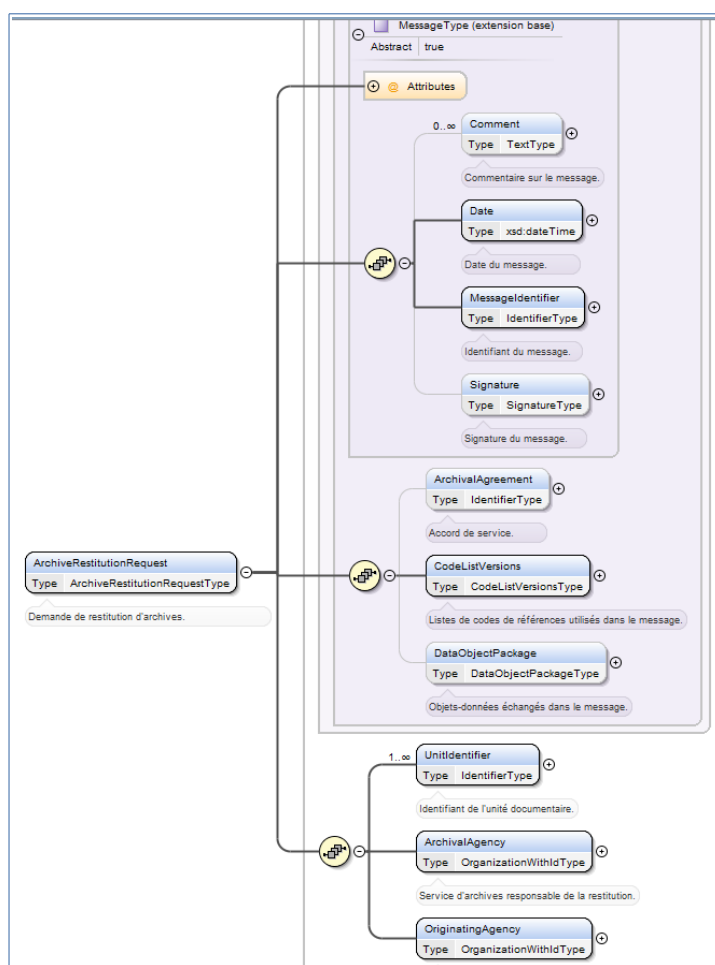 MessageType (extension base)
Abstract true
@ Attributes
0..∞ Comment
Type TextType
Commentaire sur le message.
Date
Type xsd:dateTime
Date du message.
MessageIdentifier
Type IdentifierType
Identifiant du message.
Signature
Type SignatureType
Signature du message.
ArchivalAgreement
Type IdentifierType
Accord de service.
ArchiveRestitutionRequest
Type ArchiveRestitutionRequestType
Demande de restitution d'archives.
CodeListVersions
Type CodeListVersionsType
Listes de codes de références utilisés dans le message.
DataObjectPackage
Type DataObjectPackageType
Objets-données échangés dans le message.
1..∞ UnitIdentifier
Type IdentifierType
Identifiant de l'unité documentaire.
ArchivalAgency
Type OrganizationWithIdType
Service d'archives responsable de la restitution.
OriginatingAgency
Type OrganizationWithIdType